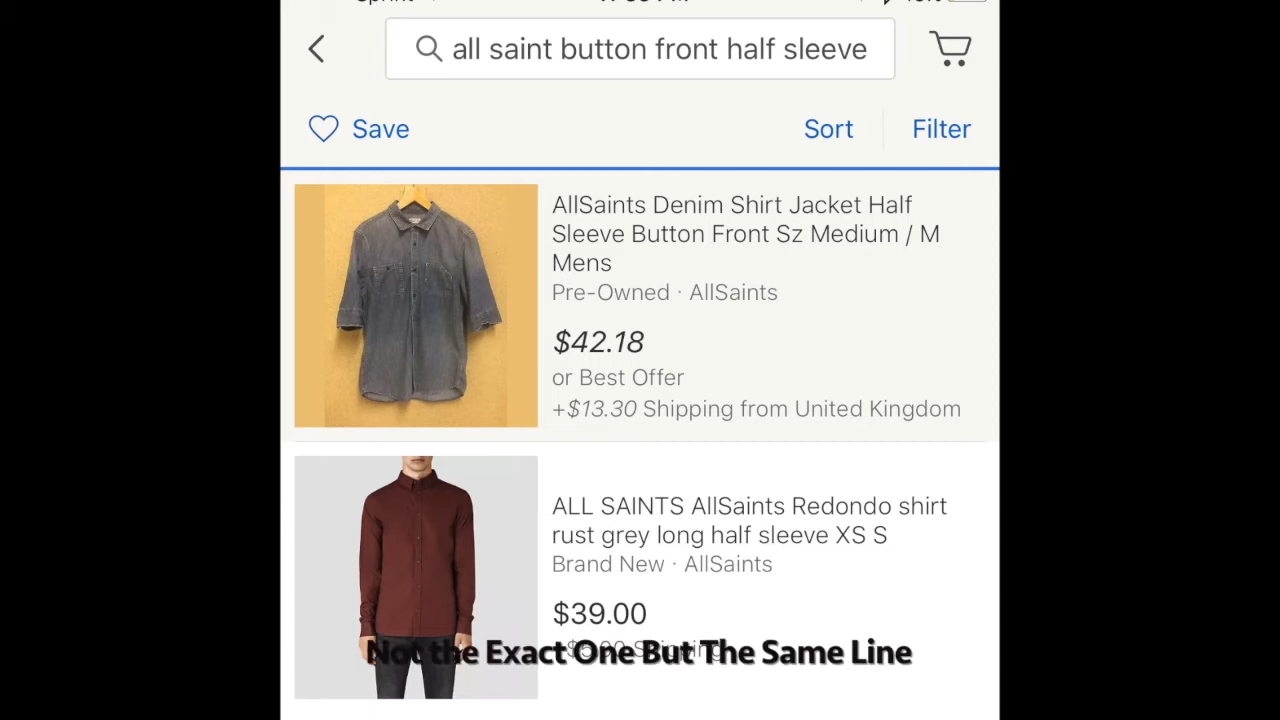 all saint button front half sleeve
Save
Sort
Filter
AllSaints Denim Shirt Jacket Half
Sleeve Button Front Sz Medium / M
Mens
Pre-Owned · AllSaints
$42.18
or Best Offer
+$13.30 Shipping from United Kingdom
ALL SAINTS AllSaints Redondo shirt
rust grey long half sleeve XS S
Brand New · AllSaints
$39.00
Shipping
Not the Exact One But The Same Line